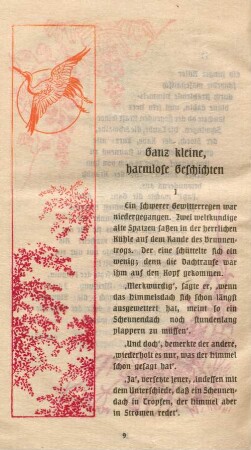 Ganz kleine,
harmlose Geschichten
1
Ein schwerer Gewitterregen war
niedergegangen. Zwei weltkundige
alte Spatzen saßen in der herrlichen
Kühle auf dem Rande des Brunnen-
trogs. Der eine schüttelte sich ein
wenig; denn die Dachtraufe war
ihm auf den Kopf gekommen.
‚Merkwürdig‘, sagte er, ‚wenn
das Himmelsdach sich schon längst
ausgewettert hat, meint so ein
Scheunendach noch stundenlang
plappern zu müssen‘.
‚Und doch‘, bemerkte der andere,
‚wiederholt es nur, was der Himmel
schon gesagt hat‘.
‚Ja‘, versetzte jener, ‚indessen mit
dem Unterschiede, daß ein Scheunen-
dach in Tropfen, der Himmel aber
in Strömen redet‘.
9